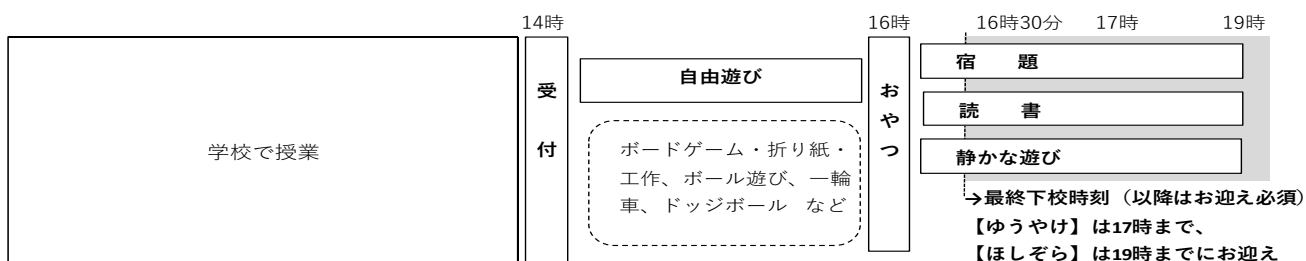 14時
16時
16時30分
17時
19時
学校で授業
受付
自由遊び
ボードゲーム・折り紙・
工作、ボール遊び、一輪
車、ドッジボール　など
おやつ
宿　題
読　書
静かな遊び
→最終下校時刻（以降はお迎え必須）
【ゆうやけ】は17時まで、
【ほしぞら】は19時までにお迎え